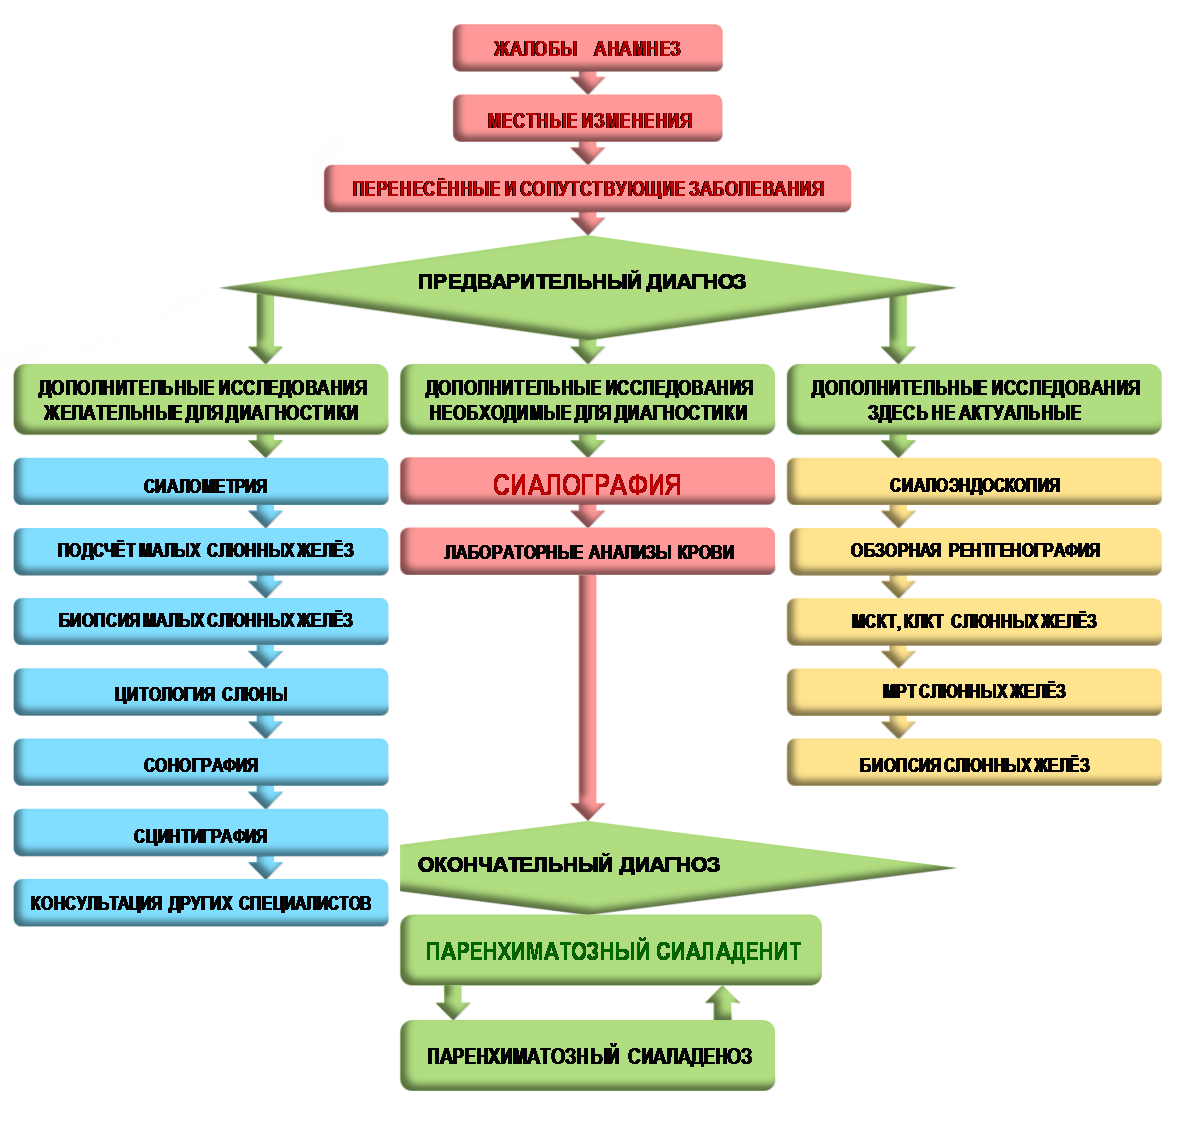 ЖАЛОБЫ АНАМНЕЗ
МЕСТНЫЕ ИЗМЕНЕНИЯ
ПЕРЕНЕСЁННЫЕ И СОПУТСТВУЮЩИЕ ЗАБОЛЕВАНИЯ
ПРЕДВАРИТЕЛЬНЫЙ ДИАГНОЗ
ДОПОЛНИТЕЛЬНЫЕ ИССЛЕДОВАНИЯ
ЖЕЛАТЕЛЬНЫЕ ДЛЯ ДИАГНОСТИКИ
СИАЛОМЕТРИЯ
ПОДСЧЁТ МАЛЫХ СЛЮННЫХ ЖЕЛЁЗ
БИОПСИЯ МАЛЫХ СЛЮННЫХ ЖЕЛЁЗ
ЦИТОЛОГИЯ СЛЮНЫ
СОНОГРАФИЯ
СЦИНТИГРАФИЯ
КОНСУЛЬТАЦИЯ ДРУГИХ СПЕЦИАЛИСТОВ
ДОПОЛНИТЕЛЬНЫЕ ИССЛЕДОВАНИЯ
НЕОБХОДИМЫЕ ДЛЯ ДИАГНОСТИКИ
СИАЛОГРАФИЯ
ЛАБОРАТОРНЫЕ АНАЛИЗЫ КРОВИ
ДОПОЛНИТЕЛЬНЫЕ ИССЛЕДОВАНИЯ
ЗДЕСЬ НЕ АКТУАЛЬНЫЕ
СИАЛОЭНДОСКОПИЯ
ОБЗОРНАЯ РЕНТГЕНОГРАФИЯ
МСКТ, КЛКТ СЛЮННЫХ ЖЕЛЁЗ
МРТ СЛЮННЫХ ЖЕЛЁЗ
БИОПСИЯ СЛЮННЫХ ЖЕЛЁЗ
ОКОНЧАТЕЛЬНЫЙ ДИАГНОЗ
ПАРЕНХИМАТОЗНЫЙ СИАЛАДЕНИТ
ПАРЕНХИМАТОЗНЫЙ СИАЛАДЕНОЗ